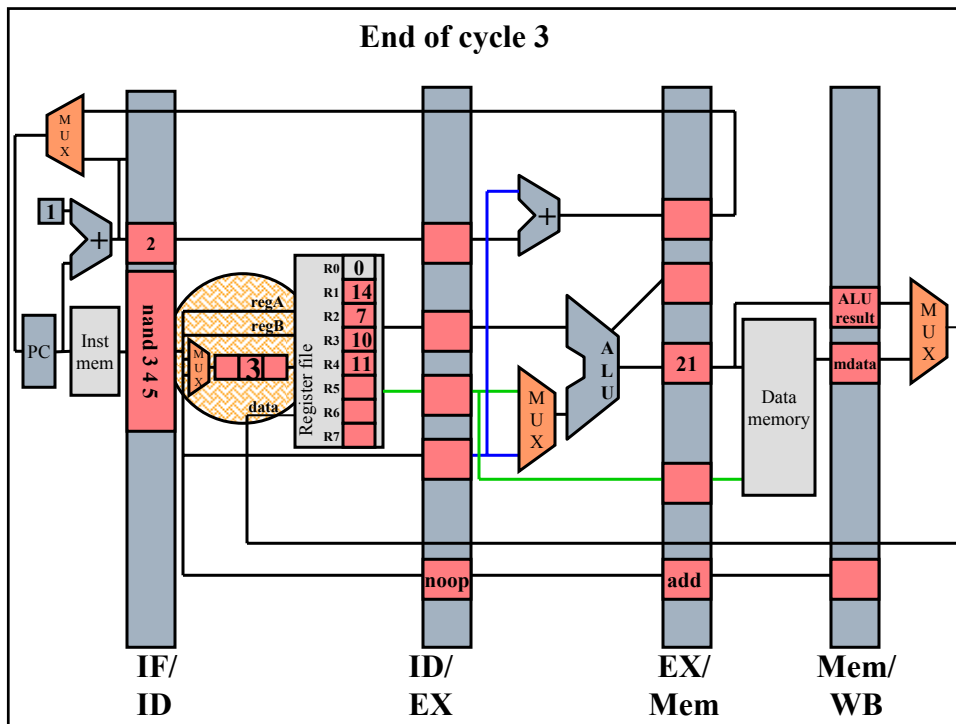 End of cycle 3
M
U
X
1
+
+
2
nand 3 4 5
PC
Inst
mem
regA
regB
M
U
X
3
data
Register file
R0 0
R1 14
R2 7
R3 10
R4 11
R5
R6
R7
M
U
X
A
L
U
21
Data
memory
ALU
result
mdata
M
U
X
noop
add
IF/
ID
ID/
EX
EX/
Mem
Mem/
WB